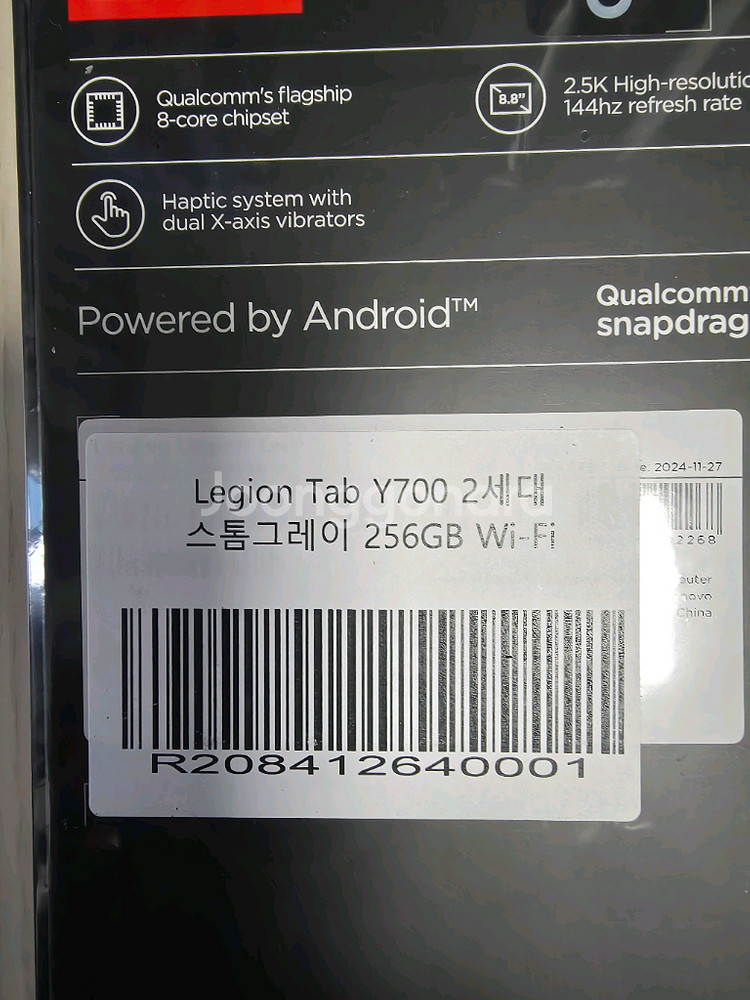 Qualcomm's flagship
8-core chipset
8.8"
2.5K High-resolutio
144hz refresh rate
Haptic system with
dual X-axis vibrators
Powered by Android™
Qualcomm
snapdrag
e. 2024-11-27
Legion Tab Y700 2세대
스톰그레이 256GB Wi-Fi
Joonggonara
2268
outer
novo
China
R208412640001